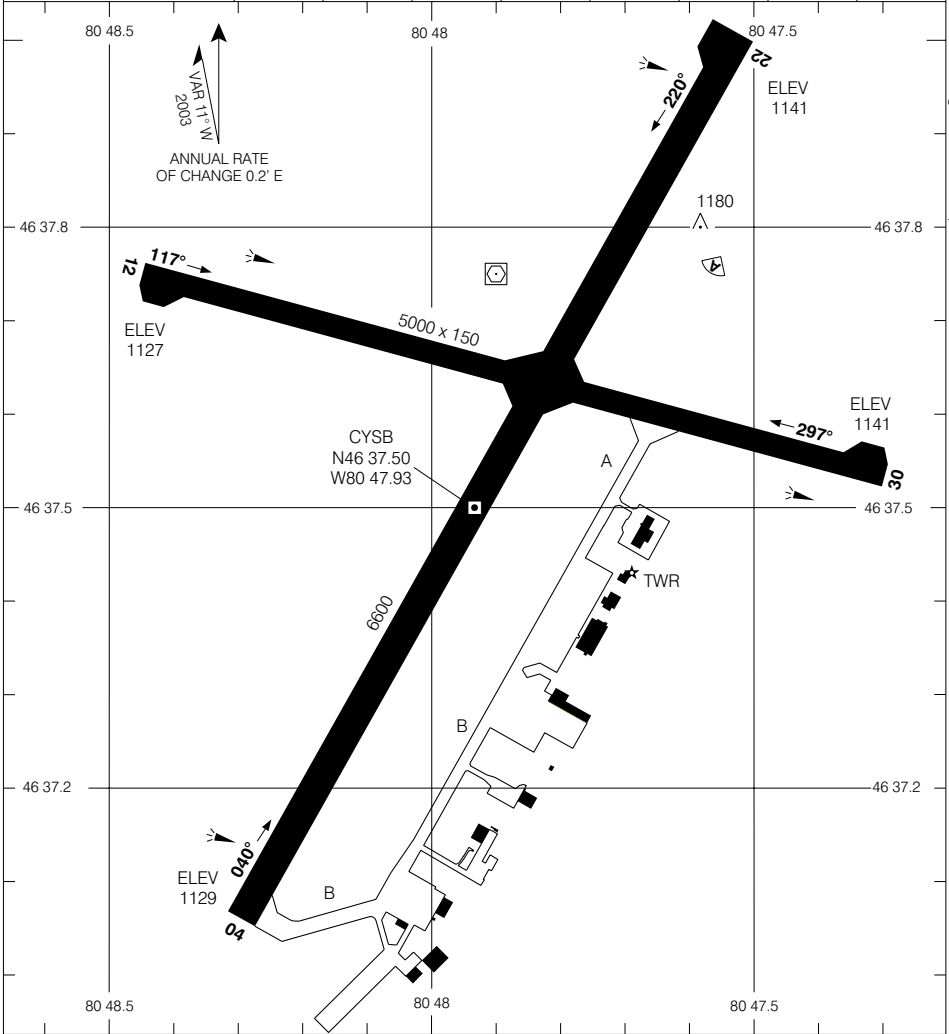 80 48.5
80 48
80 47.5
VAR 11° W
2003
ANNUAL RATE
OF CHANGE 0.2' E
22
220°
ELEV
1141
1180
46 37.8
46 37.8
A
12
117°
ELEV
1127
5000 x 150
ELEV
1141
297°
30
CYSB
N46 37.50
W80 47.93
A
46 37.5
46 37.5
TWR
6600
B
46 37.2
46 37.2
040°
ELEV
1129
B
04
80 48.5
80 48
80 47.5